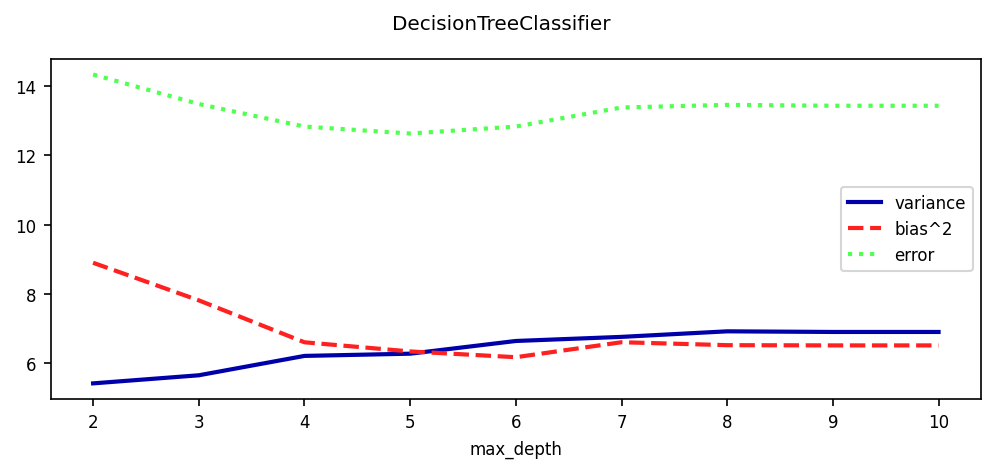 DecisionTreeClassifier
14
12
10
8
6
variance
bias^2
error
2 3 4 5 6 7 8 9 10
max_depth